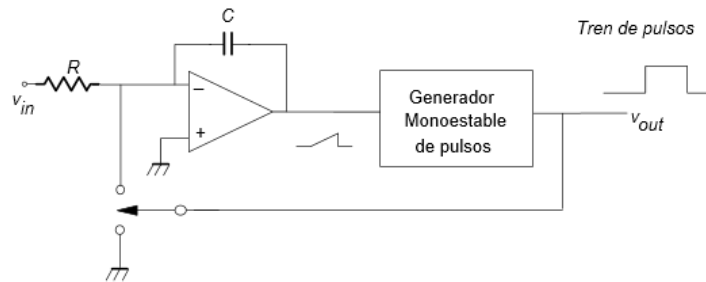 C
Tren de pulsos
R
v_in
−
+
Generador
Monoestable
de pulsos
v_out